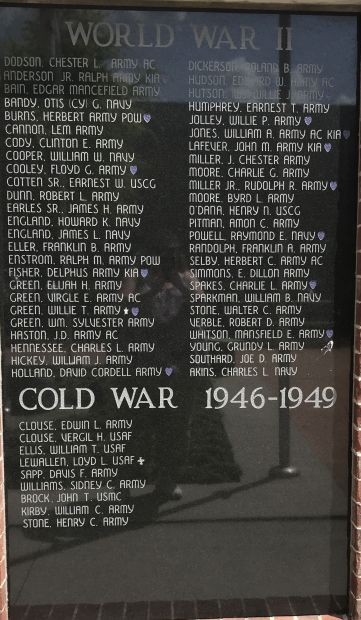 WORLD WAR II
DODSON, CHESTER L. ARMY AC
ANDERSON JR. RALPH ARMY KIA
BAIN, EDGAR MANCEFIELD ARMY
BANDY, OTIS (CY) G. NAVY
BURNS, HERBERT ARMY POW
CANNON, LEM ARMY
CODY, CLINTON E. ARMY
COOPER, WILLIAM W. NAVY
COOLEY, FLOYD G. ARMY
COTTEN SR., EARNEST W. USCG
DUNN, ROBERT L. ARMY
EARLES SR., JAMES H. ARMY
ENGLAND, HOWARD K. NAVY
ENGLAND, JAMES L. NAVY
ELLER, FRANKLIN B. ARMY
ENSTROM, RALPH M. ARMY POW
FISHER, DELPHUS ARMY KIA
GREEN, ELIJAH H. ARMY
GREEN, VIRGLE E. ARMY AC
GREEN, WILLIE T. ARMY
GREEN, WM. SYLVESTER ARMY
HASTON, J.D. ARMY AC
HENNESSEE, CHARLES L. ARMY
HICKEY, WILLIAM J. ARMY
HOLLAND, DAVID CORDELL ARMY
DICKERSON, ROLAND B. ARMY
HUDSON, EDWARD W. ARMY AC
HUTSON, WILLIE J. ARMY
HUMPHREY, EARNEST T. ARMY
JOLLEY, WILLIE P. ARMY
JONES, WILLIAM A. ARMY AC KIA
LAFEVER, JOHN M. ARMY KIA
MILLER, J. CHESTER ARMY
MOORE, CHARLIE G. ARMY
MILLER JR., RUDOLPH R. ARMY
MOORE, BYRD L. ARMY
O'DANA, HENRY N. USCG
PITMAN, AMON C. ARMY
POWELL, RAYMOND E. NAVY
RANDOLPH, FRANKLIN A. ARMY
SELBY, HERBERT C. ARMY AC
SIMMONS, E. DILLON ARMY
SPAKES, CHARLIE L. ARMY
SPARKMAN, WILLIAM B. NAVY
STONE, WALTER C. ARMY
VERBLE, ROBERT D. ARMY
WHITSON, MANSFIELD E. ARMY
YOUNG, GRUNDY L. ARMY
SOUTHARD, JOE D. ARMY
AKINS, CHARLES L. NAVY
COLD WAR 1946-1949
CLOUSE, EDWIN L. ARMY
CLOUSE, VERGIL H. USAF
ELLIS, WILLIAM T. USAF
LEWALLEN, LOYD L. USAF
SAPP, DAVIS F. ARMY
WILLIAMS, SIDNEY C. ARMY
BROCK, JOHN T. USMC
KIRBY, WILLIAM C. ARMY
STONE, HENRY C. ARMY